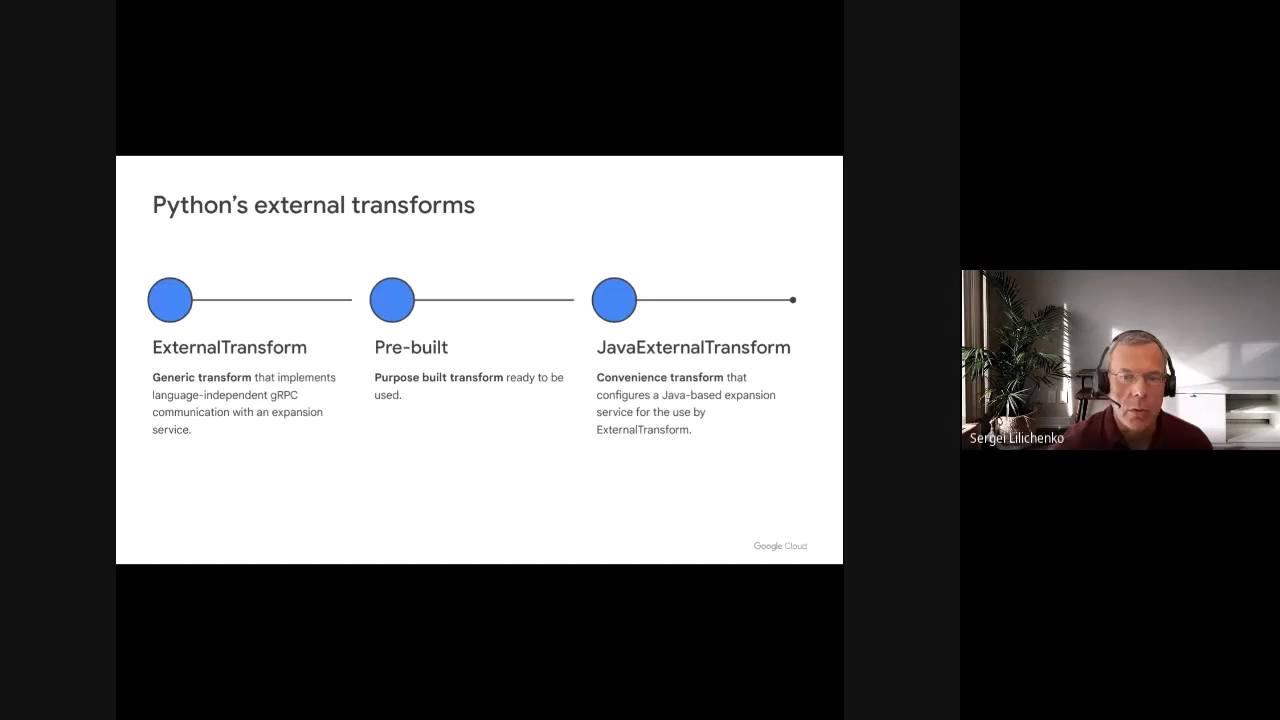 Python’s external transforms
ExternalTransform
Generic transform that implements
language-independent gRPC
communication with an expansion
service.
Pre-built
Purpose built transform ready to be
used.
JavaExternalTransform
Convenience transform that
configures a Java-based expansion
service for the use by
ExternalTransform.
Google Cloud
Sergei Lilichenko